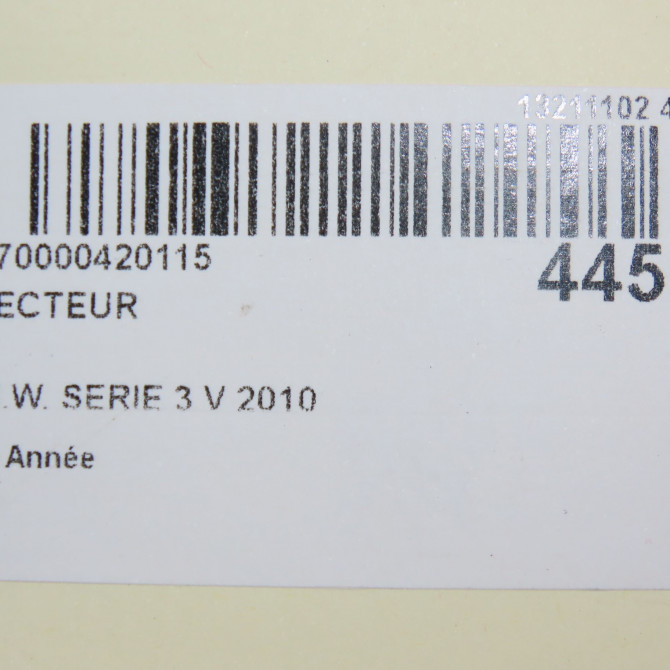 13211102 4
70000420115
445
ECTEUR
.W. SERIE 3 V 2010
Année